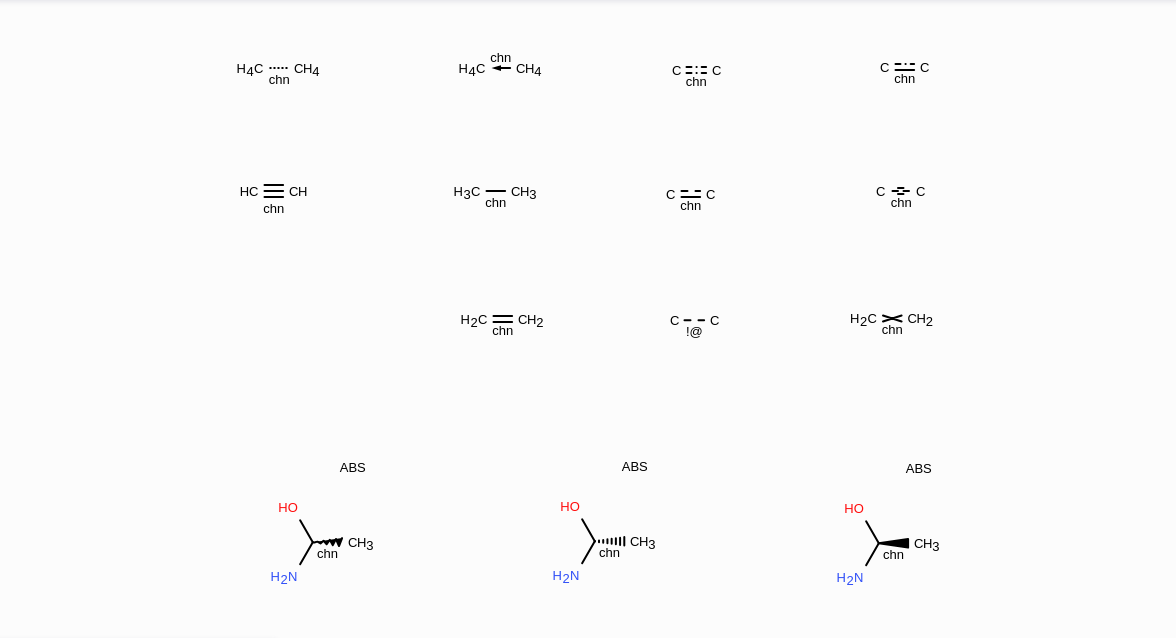 H4C CH4 chn
H4C chn CH4
C C chn
C C chn
HC CH chn
H3C CH3 chn
C C chn
C C chn
H2C CH2 chn
C C !@
H2C CH2 chn
ABS
HO
CH3
chn
H2N
ABS
HO
CH3
chn
H2N
ABS
HO
CH3
chn
H2N